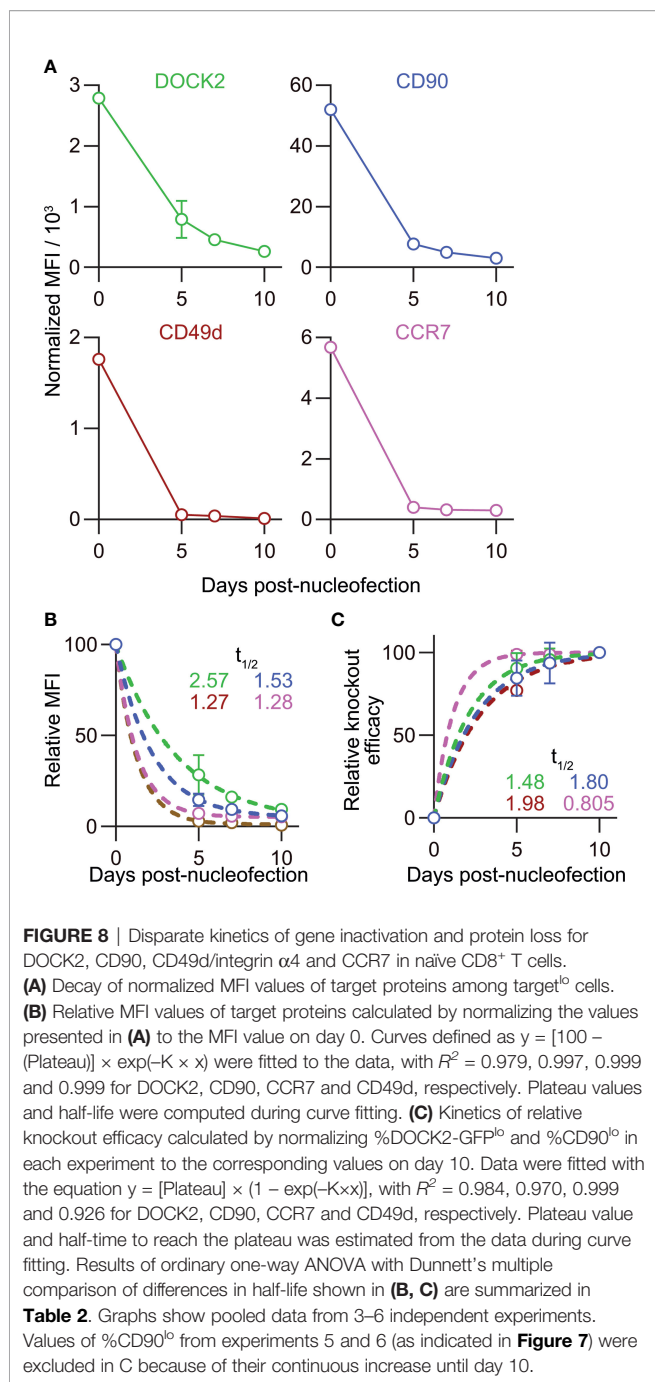 A
DOCK2
CD90
3
2
1
0
60
40
20
0
0 5 10
0 5 10
Normalized MFI / 10³
CD49d
CCR7
2
1
0
6
4
2
0
0 5 10
0 5 10
Days post-nucleofection
B
C
100
50
0
Relative MFI
t1/2
2.57 1.53
1.27 1.28
0 5 10
Days post-nucleofection
100
50
0
Relative knockout
efficacy
t1/2
1.48 1.80
1.98 0.805
0 5 10
Days post-nucleofection
FIGURE 8 | Disparate kinetics of gene inactivation and protein loss for
DOCK2, CD90, CD49d/integrin α4 and CCR7 in naïve CD8⁺ T cells.
(A) Decay of normalized MFI values of target proteins among target^lo cells.
(B) Relative MFI values of target proteins calculated by normalizing the values
presented in (A) to the MFI value on day 0. Curves defined as y = [100 –
(Plateau)] × exp(–K × x) were fitted to the data, with R² = 0.979, 0.997, 0.999
and 0.999 for DOCK2, CD90, CCR7 and CD49d, respectively. Plateau values
and half-life were computed during curve fitting. (C) Kinetics of relative
knockout efficacy calculated by normalizing %DOCK2-GFP^lo and %CD90^lo in
each experiment to the corresponding values on day 10. Data were fitted with
the equation y = [Plateau] × (1 – exp(–K×x)], with R² = 0.984, 0.970, 0.999
and 0.926 for DOCK2, CD90, CCR7 and CD49d, respectively. Plateau value
and half-time to reach the plateau was estimated from the data during curve
fitting. Results of ordinary one-way ANOVA with Dunnett's multiple
comparison of differences in half-life shown in (B, C) are summarized in
Table 2. Graphs show pooled data from 3–6 independent experiments.
Values of %CD90^lo from experiments 5 and 6 (as indicated in Figure 7) were
excluded in C because of their continuous increase until day 10.